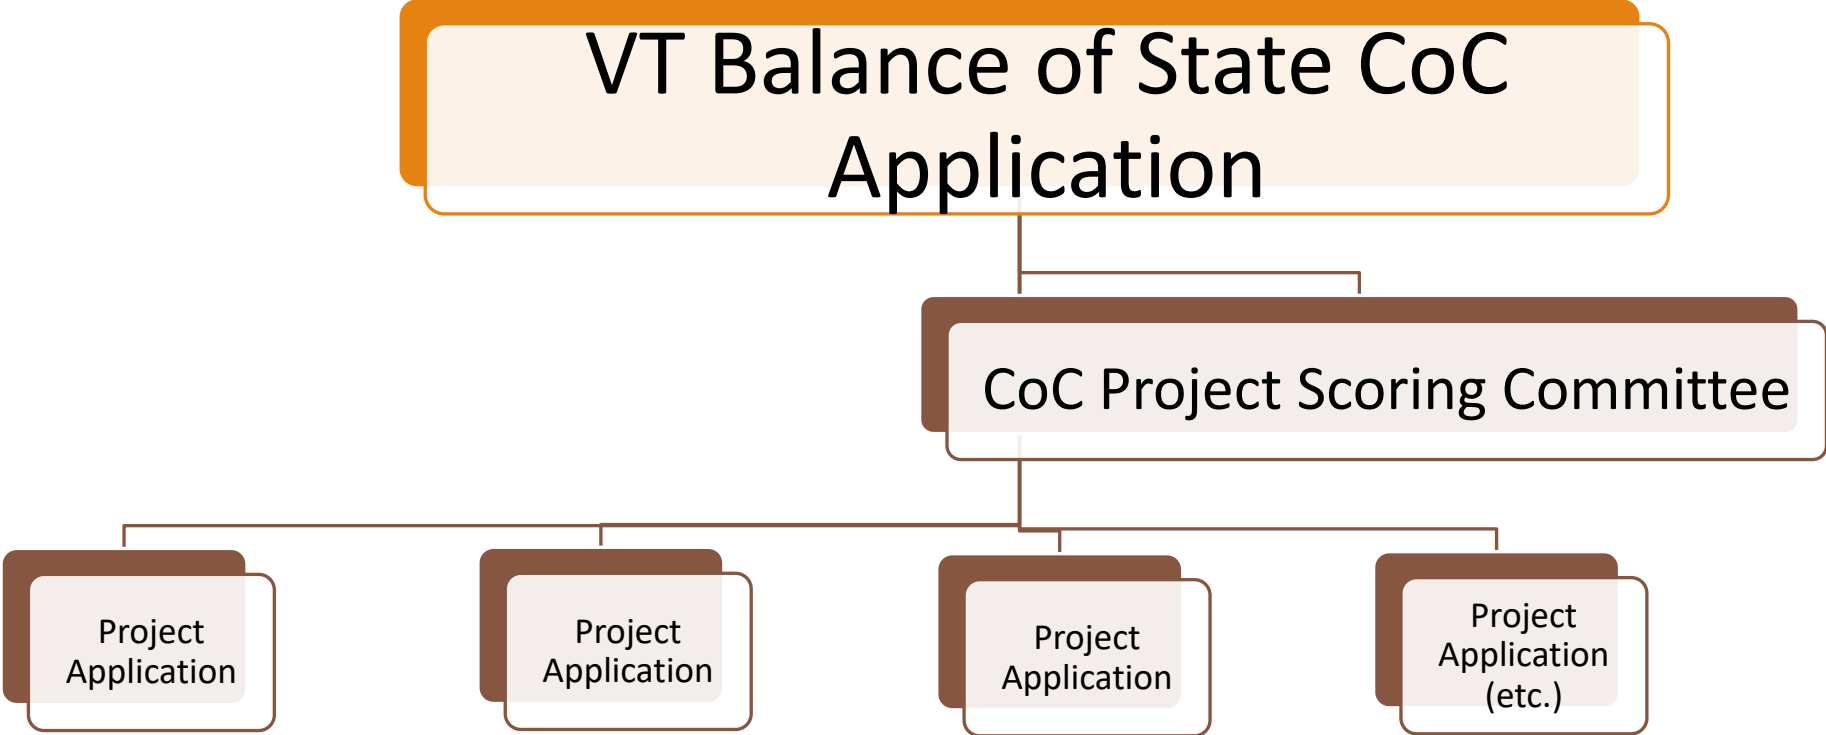 VT Balance of State CoC
Application
CoC Project Scoring Committee
Project
Application
Project
Application
Project
Application
Project
Application
(etc.)